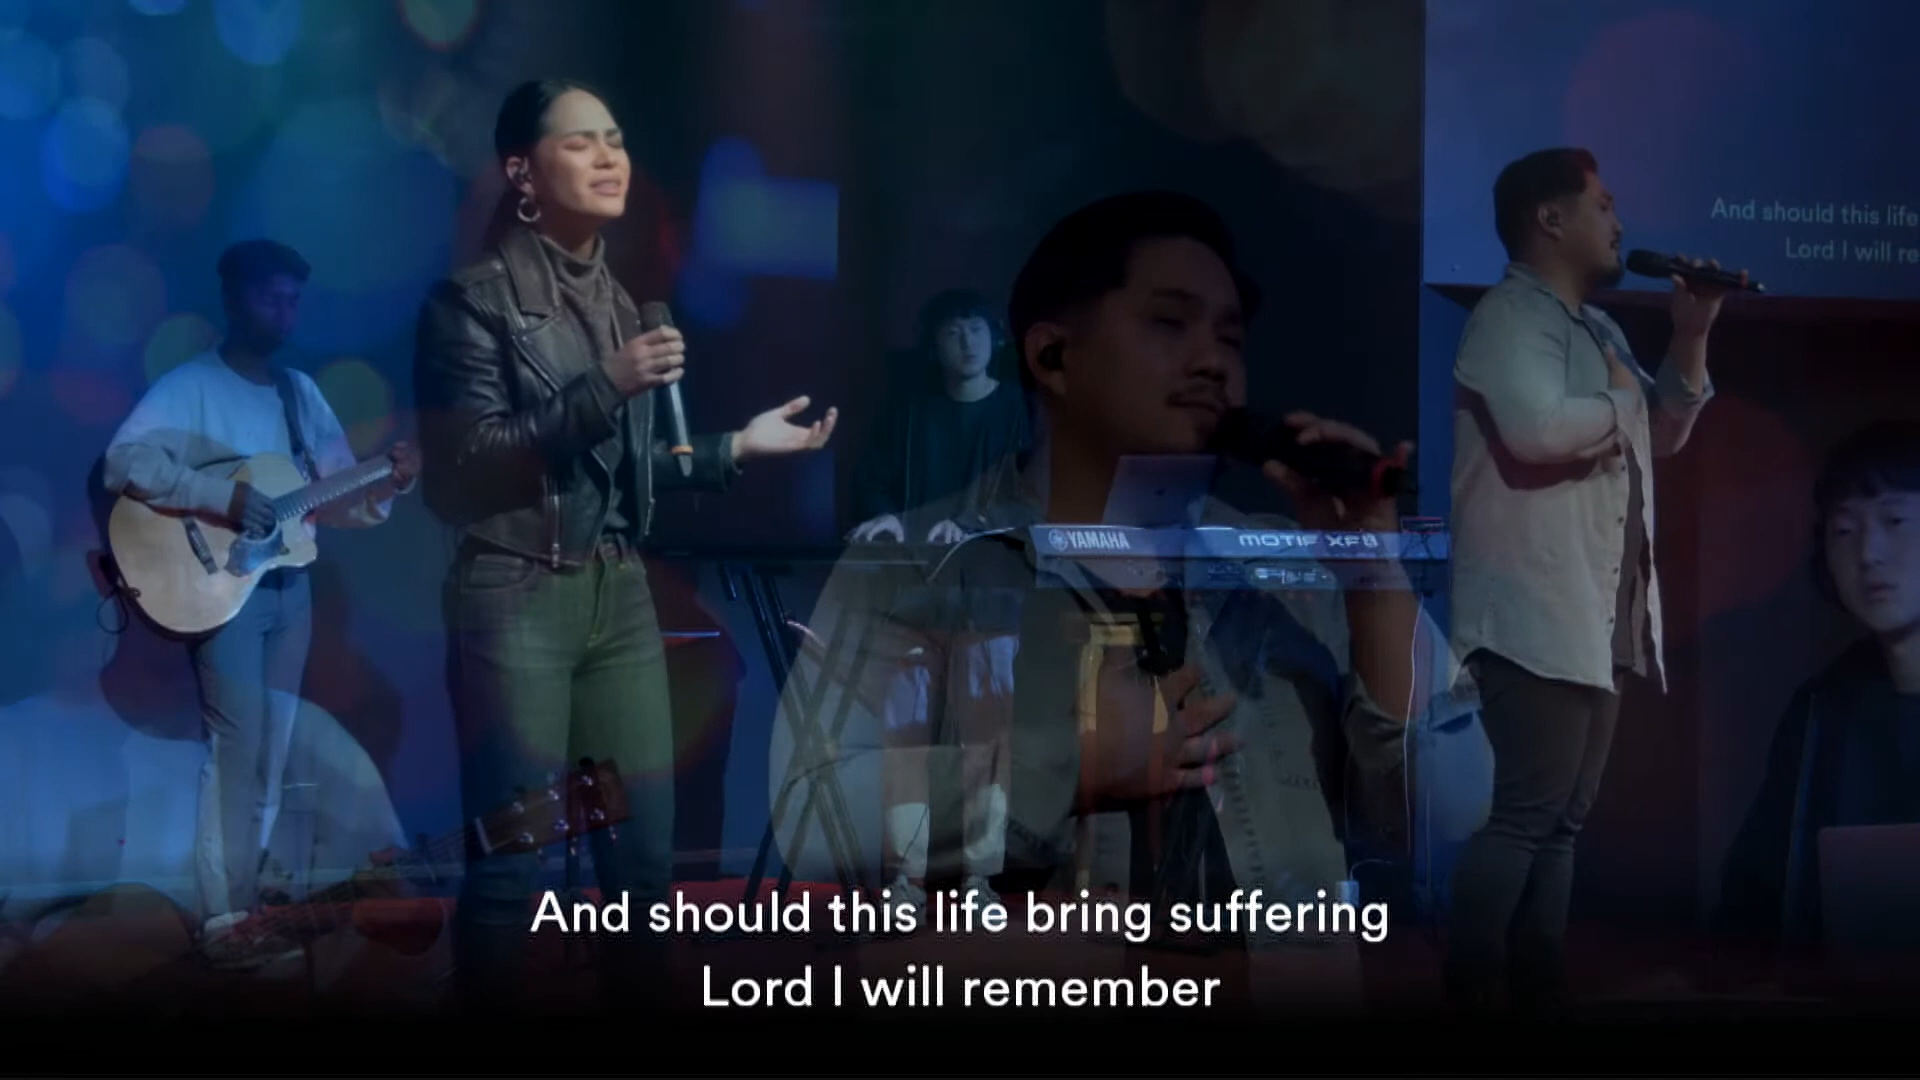 And should this life
Lord I will re
YAMAHA
MOTIF XF8
And should this life bring suffering
Lord I will remember